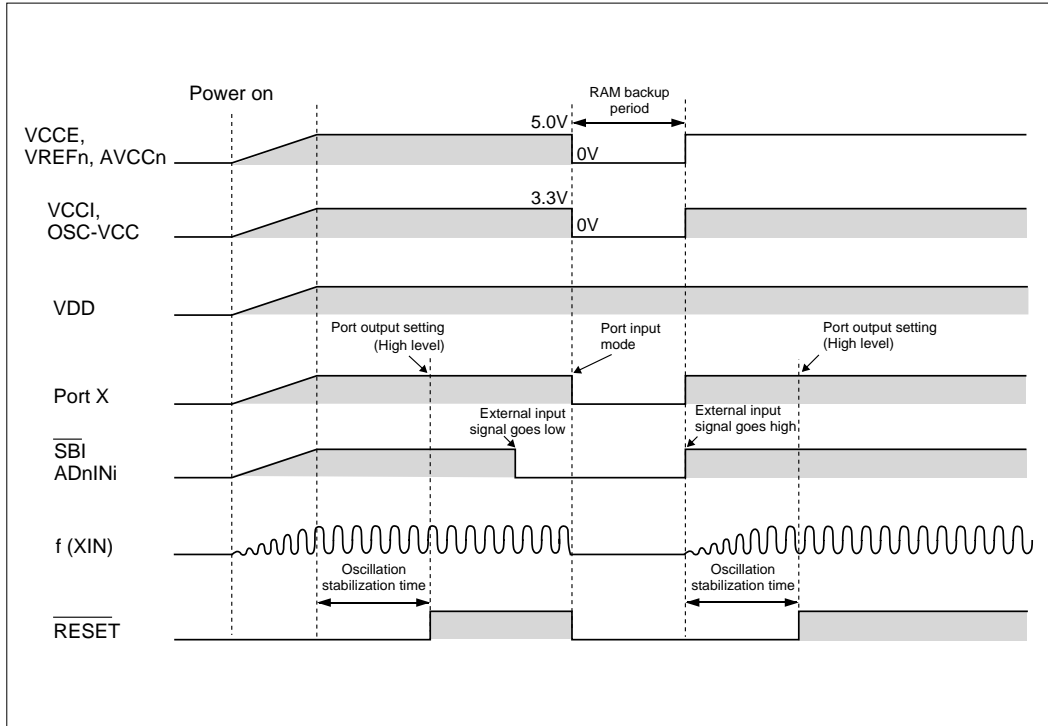 Power on
RAM backup
period
VCCE,
VREFn, AVCCn
5.0V
0V
VCCI,
OSC-VCC
3.3V
0V
VDD
Port output setting
(High level)
Port input
mode
Port output setting
(High level)
Port X
External input
signal goes low
External input
signal goes high
SBI
ADnINi
f (XIN)
Oscillation
stabilization time
Oscillation
stabilization time
RESET